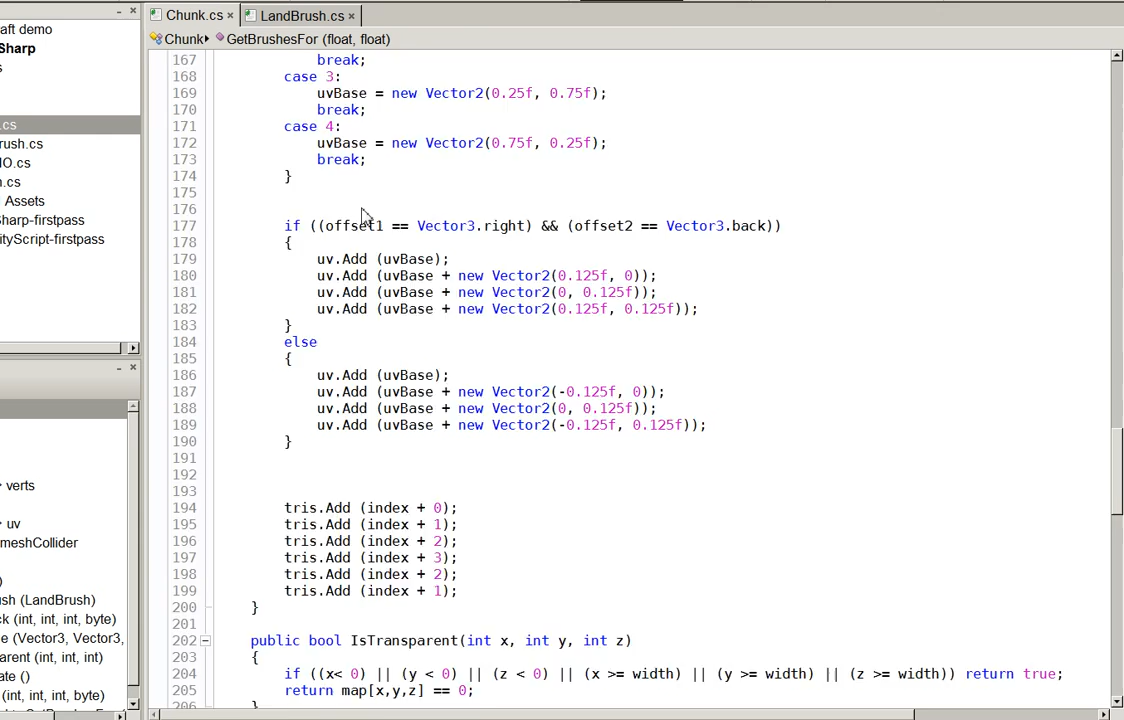 Chunk.cs
LandBrush.cs
aft demo
Sharp
s
.cs
rush.cs
IO.cs
n.cs
Assets
Sharp-firstpass
ityScript-firstpass
verts
uv
meshCollider
)
ush (LandBrush)
ck (int, int, int, byte)
e (Vector3, Vector3,
parent (int, int, int)
ate ()
(int, int, int, byte)
Chunk
GetBrushesFor (float, float)
167 break;
168 case 3:
169 uvBase = new Vector2(0.25f, 0.75f);
170 break;
171 case 4:
172 uvBase = new Vector2(0.75f, 0.25f);
173 break;
174 }
175
176
177 if ((offset1 == Vector3.right) && (offset2 == Vector3.back))
178 {
179 uv.Add (uvBase);
180 uv.Add (uvBase + new Vector2(0.125f, 0));
181 uv.Add (uvBase + new Vector2(0, 0.125f));
182 uv.Add (uvBase + new Vector2(0.125f, 0.125f));
183 }
184 else
185 {
186 uv.Add (uvBase);
187 uv.Add (uvBase + new Vector2(-0.125f, 0));
188 uv.Add (uvBase + new Vector2(0, 0.125f));
189 uv.Add (uvBase + new Vector2(-0.125f, 0.125f));
190 }
191
192
193
194 tris.Add (index + 0);
195 tris.Add (index + 1);
196 tris.Add (index + 2);
197 tris.Add (index + 3);
198 tris.Add (index + 2);
199 tris.Add (index + 1);
200 }
201
202 public bool IsTransparent(int x, int y, int z)
203 {
204 if ((x< 0) || (y < 0) || (z < 0) || (x >= width) || (y >= width) || (z >= width)) return true;
205 return map[x,y,z] == 0;
206 }